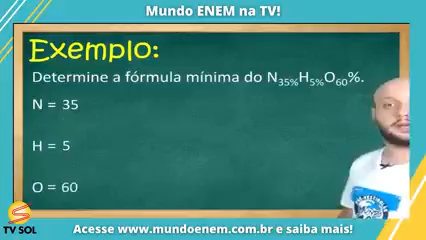 Mundo ENEM na TV!
Exemplo:
Determine a fórmula mínima do N35%H5%O60%.
N = 35
H = 5
O = 60
TV SOL
Acesse www.mundoenem.com.br e saiba mais!